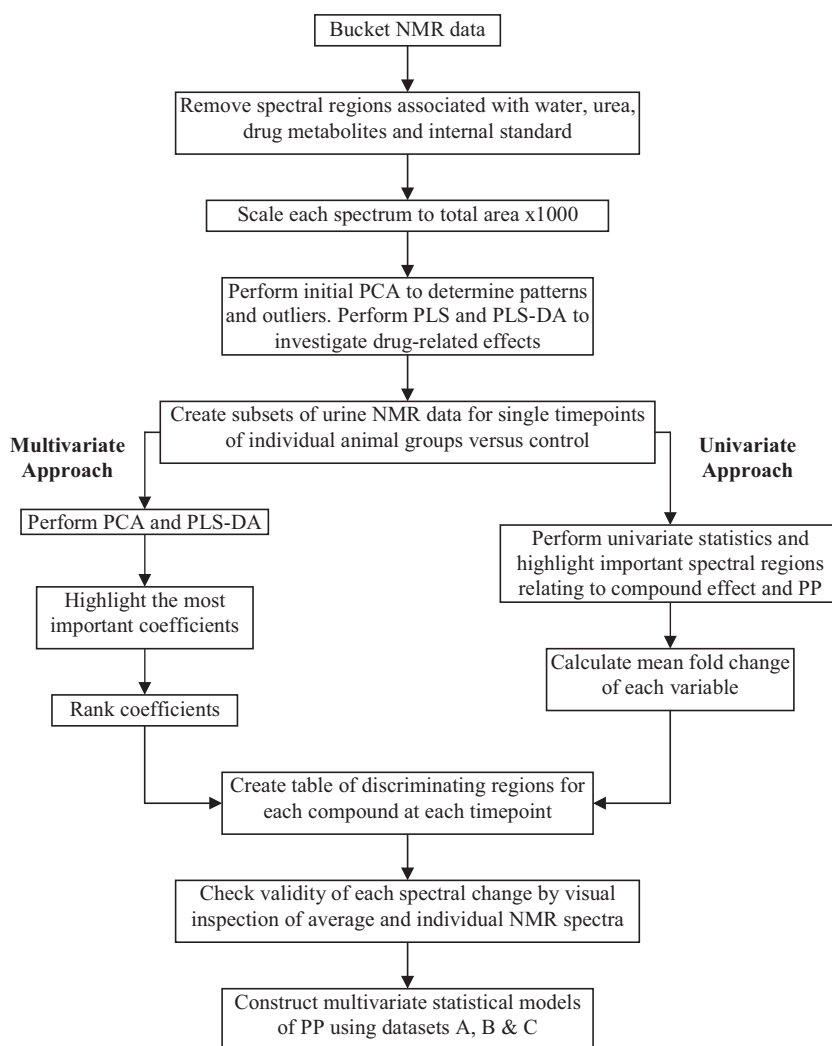 Bucket NMR data
Remove spectral regions associated with water, urea,
drug metabolites and internal standard
Scale each spectrum to total area x1000
Perform initial PCA to determine patterns
and outliers. Perform PLS and PLS-DA to
investigate drug-related effects
Create subsets of urine NMR data for single timepoints
of individual animal groups versus control
Multivariate
Approach
Perform PCA and PLS-DA
Highlight the most
important coefficients
Rank coefficients
Univariate
Approach
Perform univariate statistics and
highlight important spectral regions
relating to compound effect and PP
Calculate mean fold change
of each variable
Create table of discriminating regions for
each compound at each timepoint
Check validity of each spectral change by visual
inspection of average and individual NMR spectra
Construct multivariate statistical models
of PP using datasets A, B & C